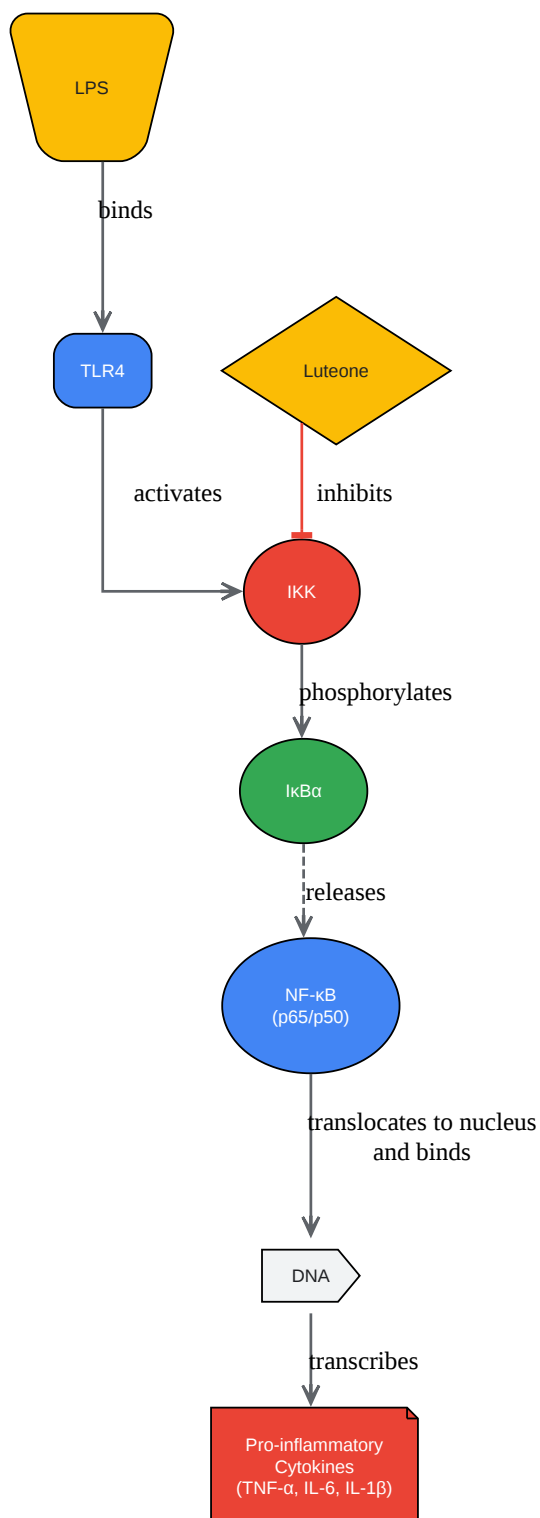 LPS
binds
TLR4
Luteone
activates
inhibits
IKK
phosphorylates
IκBα
releases
NF-κB
(p65/p50)
translocates to nucleus
and binds
DNA
transcribes
Pro-inflammatory
Cytokines
(TNF-α, IL-6, IL-1β)